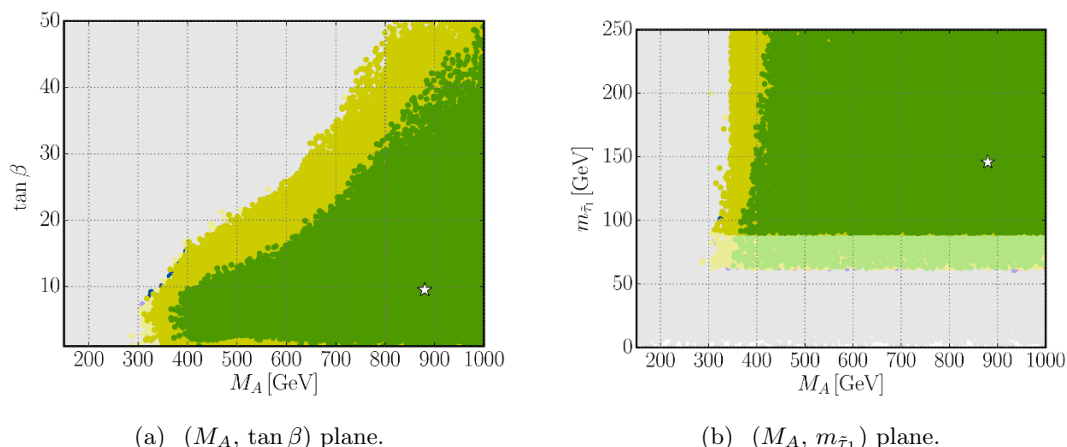 50
40
30
20
10
tan β
200 300 400 500 600 700 800 900 1000
M_A [GeV]
(a) (M_A, tan β) plane.
250
200
150
100
50
0
m_τ̃₁ [GeV]
200 300 400 500 600 700 800 900 1000
M_A [GeV]
(b) (M_A, m_τ̃₁) plane.